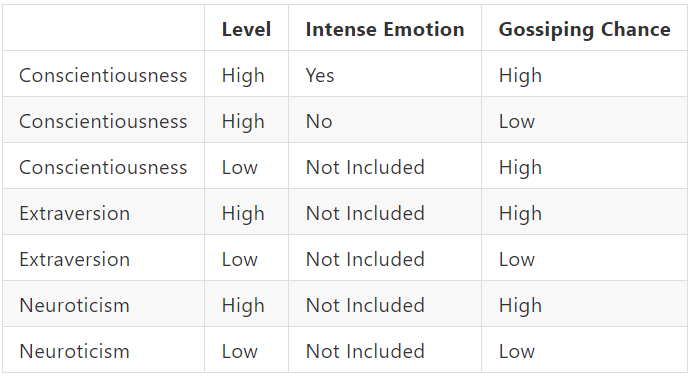 Level Intense Emotion Gossiping Chance
Conscientiousness High Yes High
Conscientiousness High No Low
Conscientiousness Low Not Included High
Extraversion High Not Included High
Extraversion Low Not Included Low
Neuroticism High Not Included High
Neuroticism Low Not Included Low